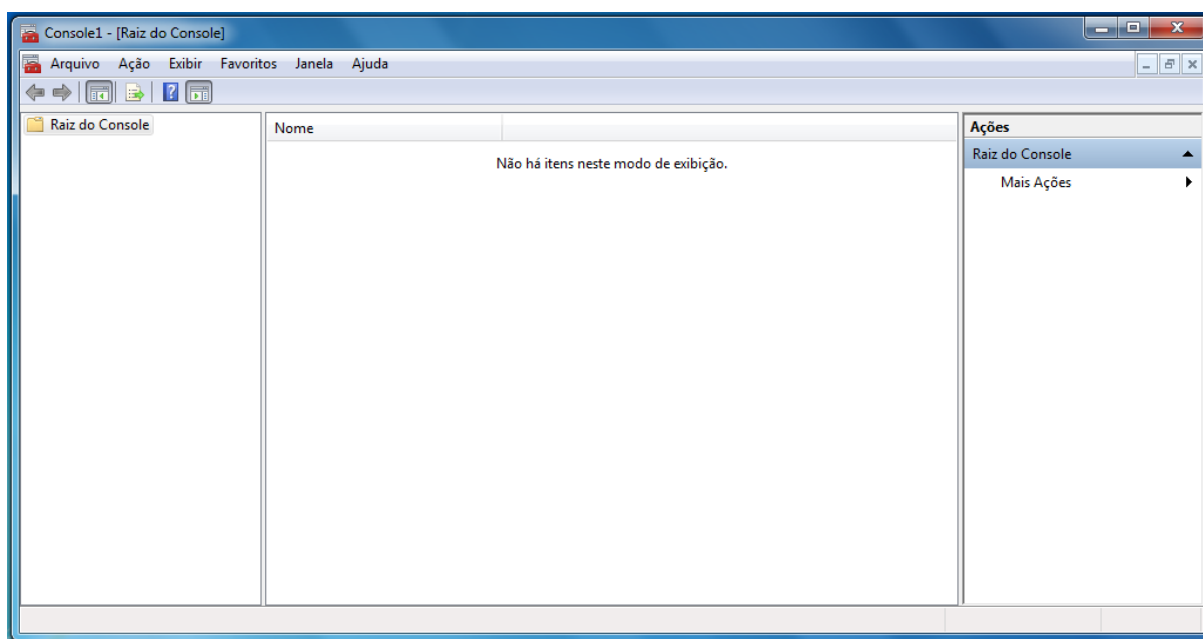 Console1 - [Raiz do Console]
Arquivo Ação Exibir Favoritos Janela Ajuda
Raiz do Console
Nome
Não há itens neste modo de exibição.
Ações
Raiz do Console
Mais Ações